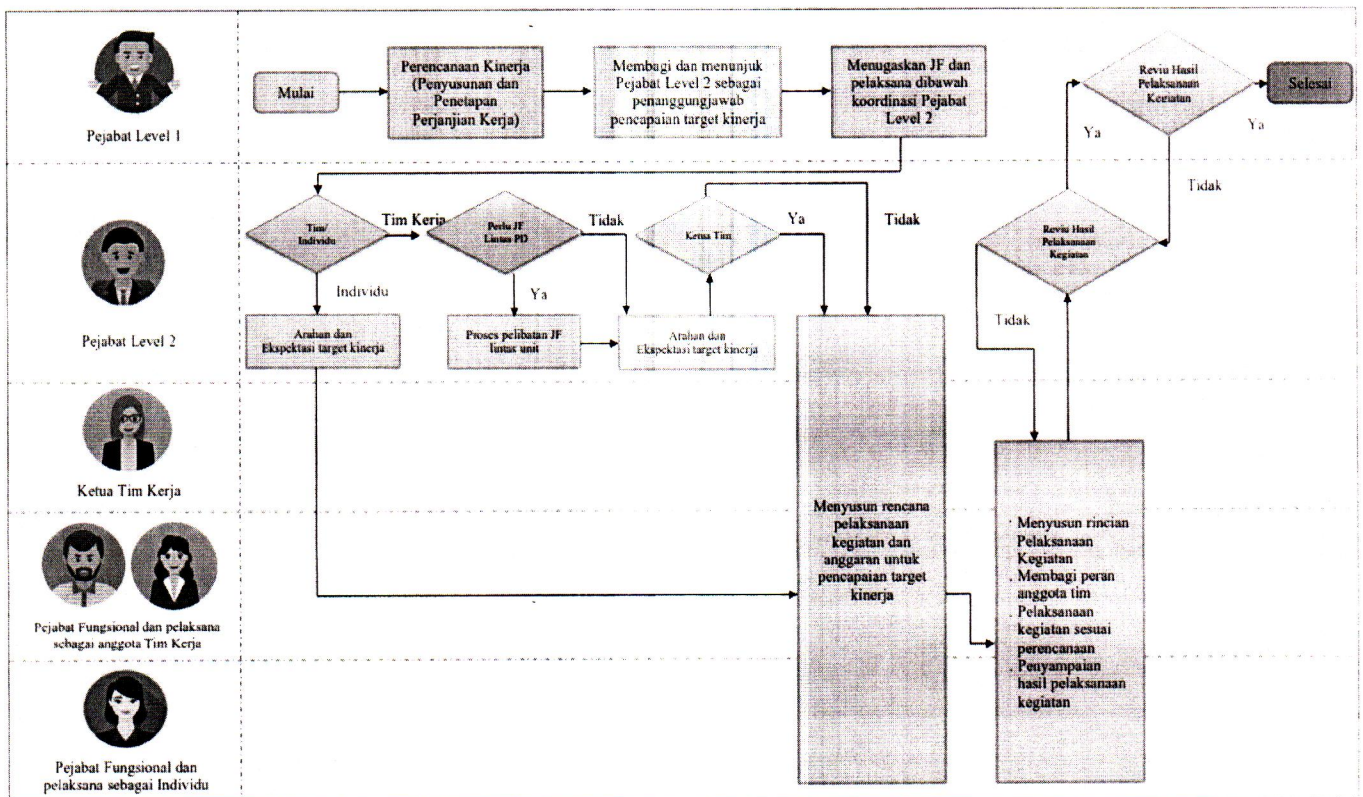 Pejabat Level 1
Mulai
Perencanaan Kinerja
(Penyusunan dan
Penetapan
Perjanjian Kerja)
Membagi dan menunjuk
Pejabat Level 2 sebagai
penanggungjawab
pencapaian target kinerja
Menugaskan JF dan
pelaksana dibawah
koordinasi Pejabat
Level 2
Reviu Hasil
Pelaksanaan
Kegiatan
Selesai
Ya
Ya
Tidak
Pejabat Level 2
Tim/
Individu
Tim Kerja
Perlu JF
Lintas PD
Tidak
Ketua Tim
Ya
Tidak
Reviu Hasil
Pelaksanaan
Kegiatan
Individu
Ya
Tidak
Arahan dan
Ekspektasi target kinerja
Proses pelibatan JF
lintas unit
Arahan dan
Ekspektasi target kinerja
Ketua Tim Kerja
Menyusun rencana
pelaksanaan
kegiatan dan
anggaran untuk
pencapaian target
kinerja
. Menyusun rincian
Pelaksanaan
Kegiatan
. Membagi peran
anggota tim
. Pelaksanaan
kegiatan sesuai
perencanaan
. Penyampaian
hasil pelaksanaan
kegiatan
Pejabat Fungsional dan pelaksana
sebagai anggota Tim Kerja
Pejabat Fungsional dan
pelaksana sebagai Individu